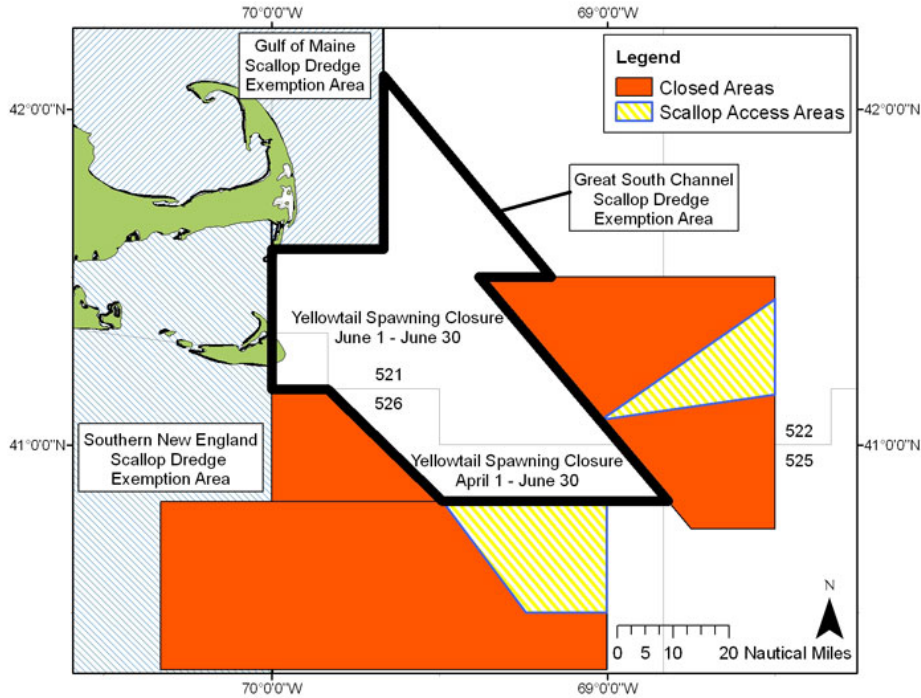 70°0'0"W
69°0'0"W
Gulf of Maine
Scallop Dredge
Exemption Area
Legend
Closed Areas
Scallop Access Areas
42°0'0"N
42°0'0"N
Great South Channel
Scallop Dredge
Exemption Area
Yellowtail Spawning Closure
June 1 - June 30
521
526
Southern New England
Scallop Dredge
Exemption Area
41°0'0"N
41°0'0"N
522
525
Yellowtail Spawning Closure
April 1 - June 30
N
0 5 10 20 Nautical Miles
70°0'0"W
69°0'0"W